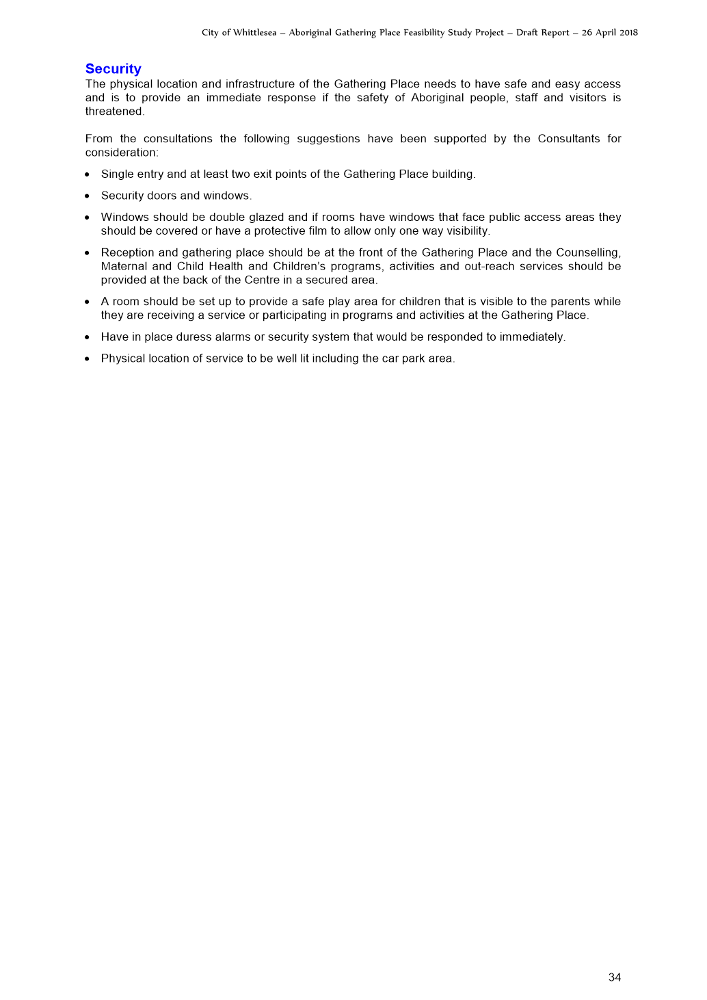 City of Whittlesea – Aboriginal Gathering Place Feasibility Study Project – Draft Report – 26 April 2018
Security
The physical location and infrastructure of the Gathering Place needs to have safe and easy access
and is to provide an immediate response if the safety of Aboriginal people, staff and visitors is
threatened.
From the consultations the following suggestions have been supported by the Consultants for
consideration:
• Single entry and at least two exit points of the Gathering Place building.
• Security doors and windows.
• Windows should be double glazed and if rooms have windows that face public access areas they
should be covered or have a protective film to allow only one way visibility.
• Reception and gathering place should be at the front of the Gathering Place and the Counselling,
Maternal and Child Health and Children’s programs, activities and out-reach services should be
provided at the back of the Centre in a secured area.
• A room should be set up to provide a safe play area for children that is visible to the parents while
they are receiving a service or participating in programs and activities at the Gathering Place.
• Have in place duress alarms or security system that would be responded to immediately.
• Physical location of service to be well lit including the car park area.
34